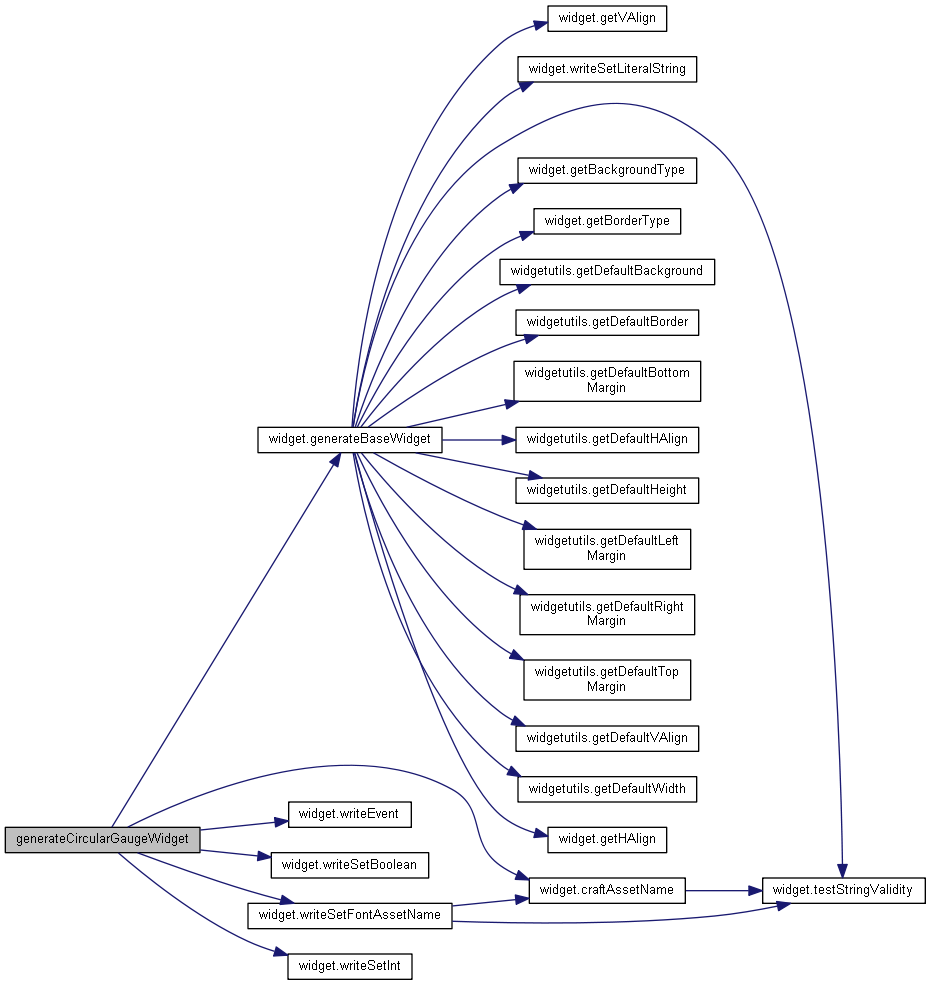 widget.getVAlign
widget.writeSetLiteralString
widget.getBackgroundType
widget.getBorderType
widgetutils.getDefaultBackground
widgetutils.getDefaultBorder
widgetutils.getDefaultBottom
Margin
widget.generateBaseWidget
widgetutils.getDefaultHAlign
widgetutils.getDefaultHeight
widgetutils.getDefaultLeft
Margin
widgetutils.getDefaultRight
Margin
widgetutils.getDefaultTop
Margin
widgetutils.getDefaultVAlign
widgetutils.getDefaultWidth
widget.writeEvent
generateCircularGaugeWidget
widget.getHAlign
widget.writeSetBoolean
widget.craftAssetName
widget.testStringValidity
widget.writeSetFontAssetName
widget.writeSetInt